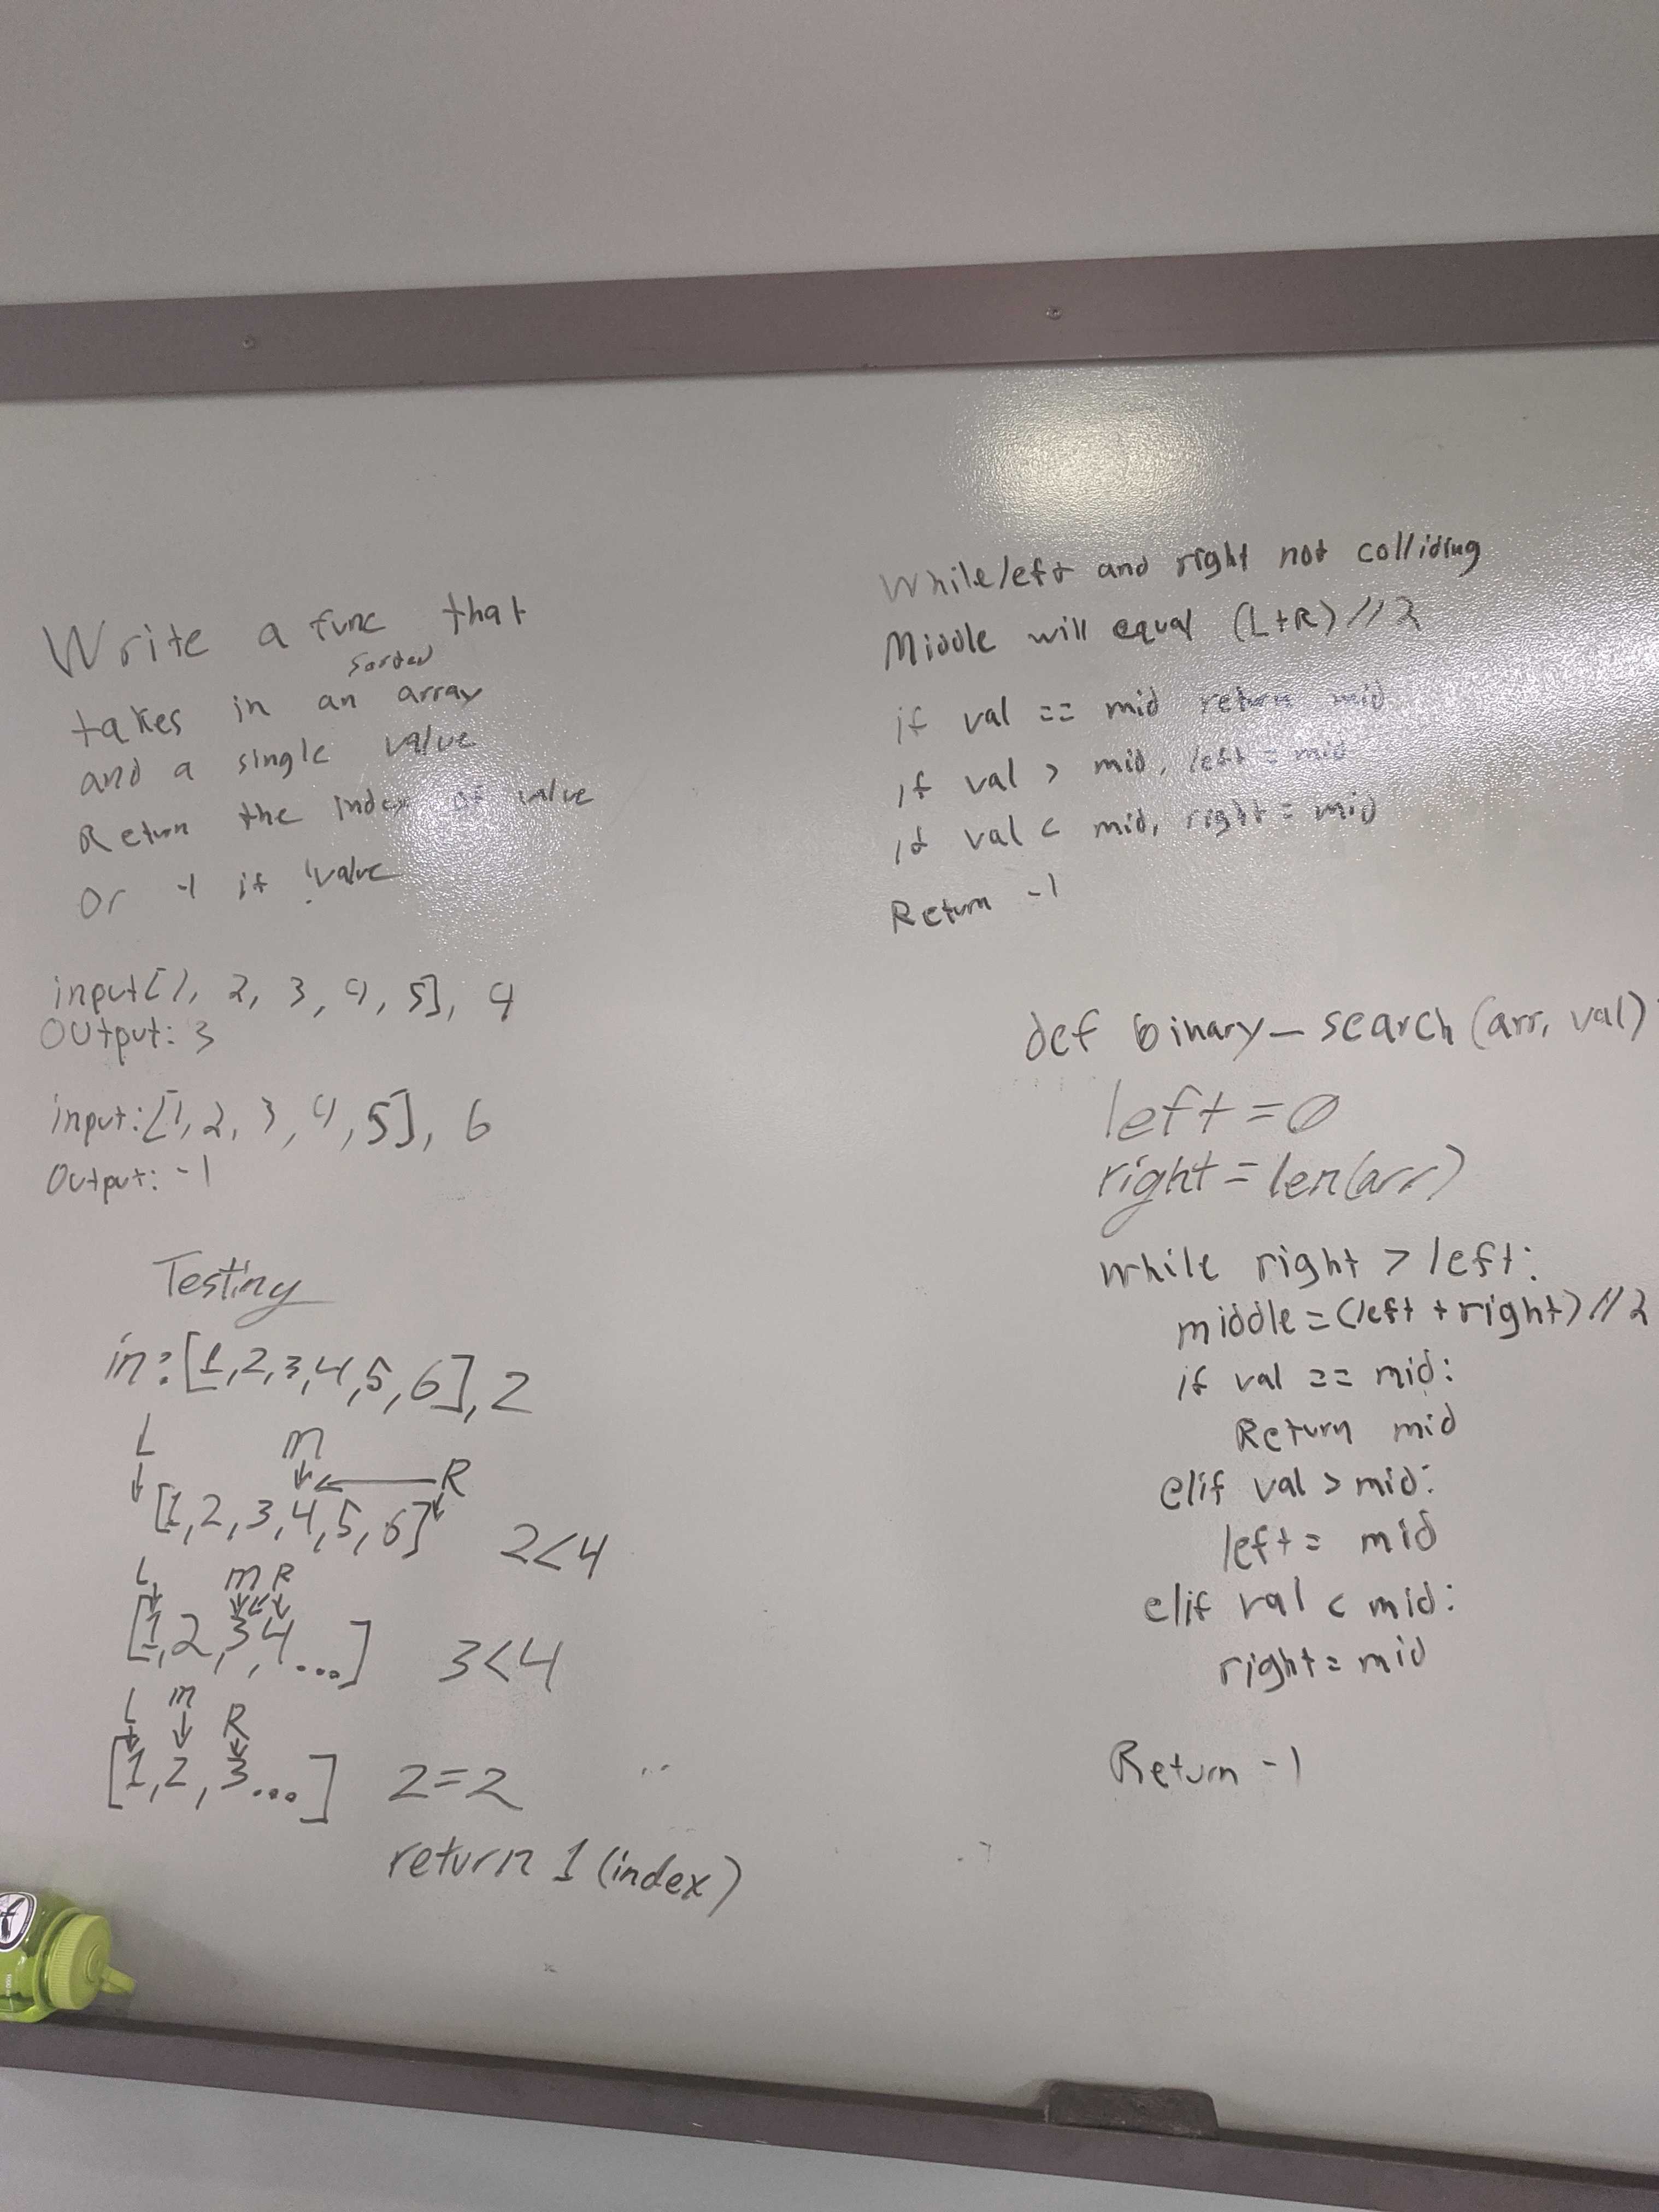 Write a func that
sorted
takes in an array
and a single value
Return the index of value
Or -1 if !value
input[1, 2, 3, 4, 5], 4
OUtput: 3
input:[1, 2, 3, 4, 5], 6
Output: -1
Testing
in:[1,2,3,4,5,6],2
L m R
[1,2,3,4,5,6] 2<4
L m R
[1,2,3,4...] 3<4
L m R
[1,2,3...] 2=2
return 1 (index)
While left and right not colliding
Middle will equal (L+R)//2
if val == mid return mid
if val > mid, left = mid
if val < mid, right = mid
Return -1
def binary_search(arr, val)
left=0
right=len(arr)
while right > left:
middle=(left+right)//2
if val == mid:
Return mid
elif val > mid:
left= mid
elif val < mid:
right= mid
Return -1